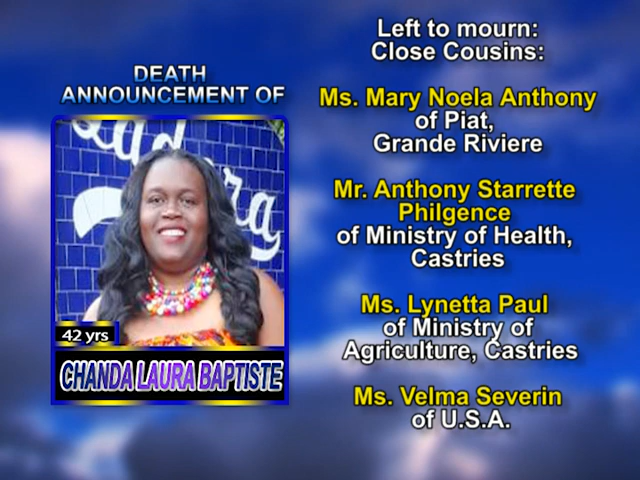 DEATH
ANNOUNCEMENT OF
42 yrs
CHANDA LAURA BAPTISTE
Left to mourn:
Close Cousins:
Ms. Mary Noela Anthony
of Piat,
Grande Riviere
Mr. Anthony Starrette
Philgence
of Ministry of Health,
Castries
Ms. Lynetta Paul
of Ministry of
Agriculture, Castries
Ms. Velma Severin
of U.S.A.